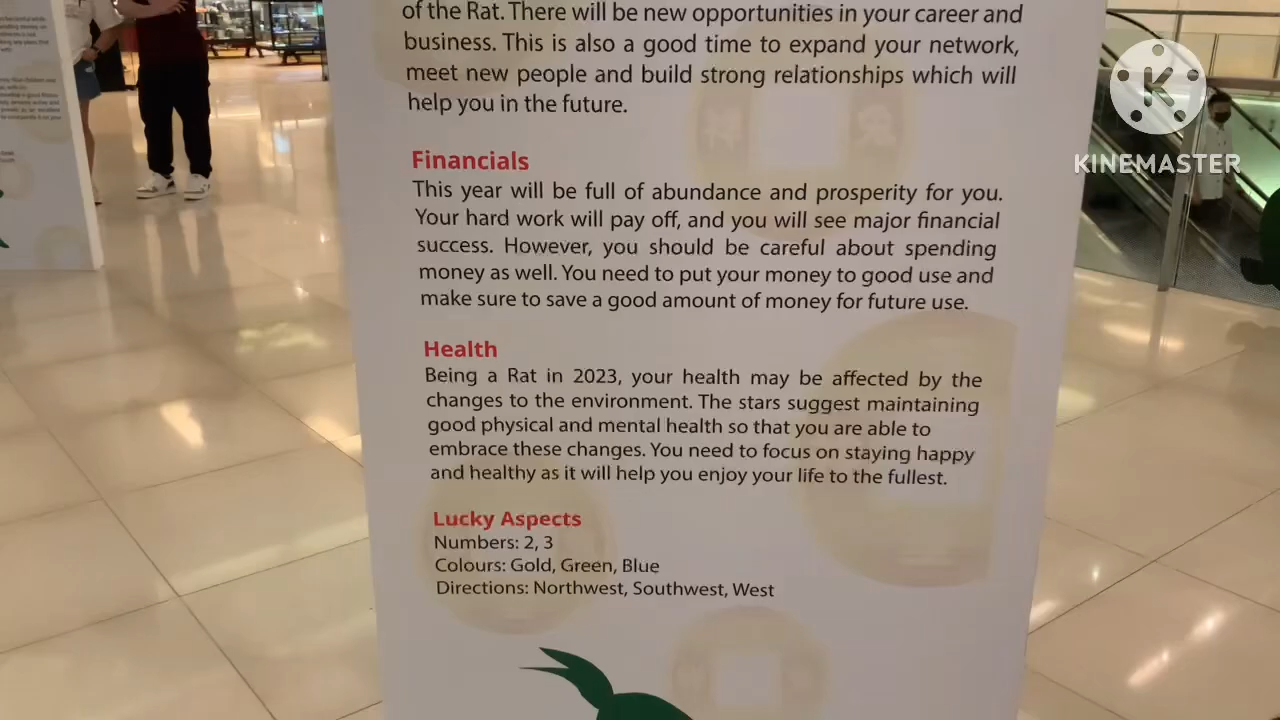 of the Rat. There will be new opportunities in your career and
business. This is also a good time to expand your network,
meet new people and build strong relationships which will
help you in the future.
Financials
This year will be full of abundance and prosperity for you.
Your hard work will pay off, and you will see major financial
success. However, you should be careful about spending
money as well. You need to put your money to good use and
make sure to save a good amount of money for future use.
Health
Being a Rat in 2023, your health may be affected by the
changes to the environment. The stars suggest maintaining
good physical and mental health so that you are able to
embrace these changes. You need to focus on staying happy
and healthy as it will help you enjoy your life to the fullest.
Lucky Aspects
Numbers: 2, 3
Colours: Gold, Green, Blue
Directions: Northwest, Southwest, West
K
KINEMASTER